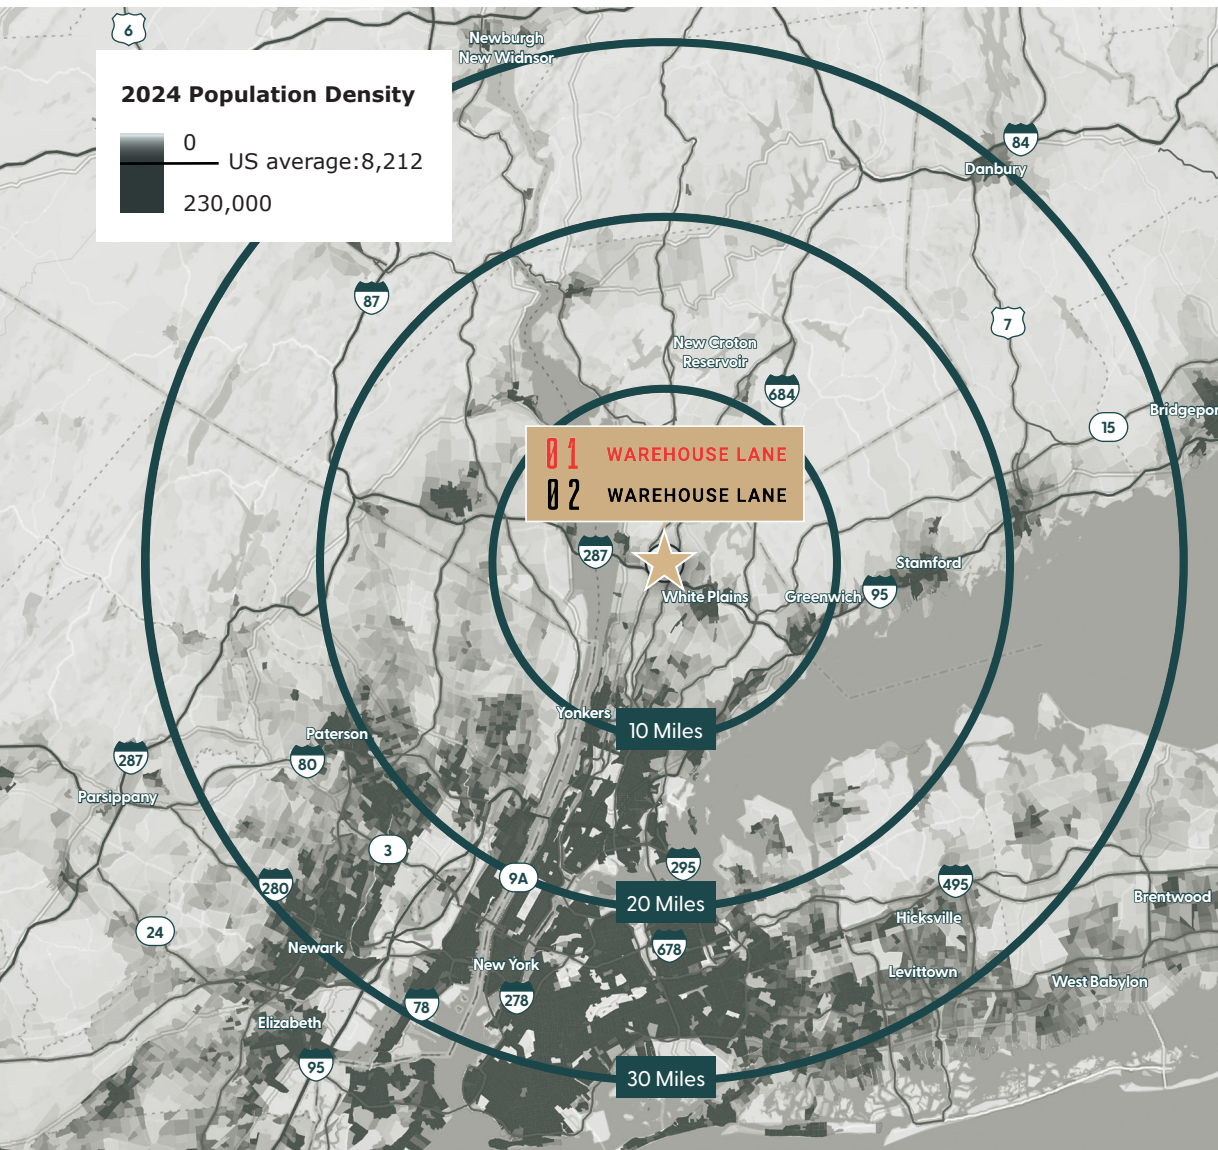 6
Newburgh
New Widnsor
2024 Population Density
0
US average:8,212
230,000
84
Danbury
87
7
New Croton
Reservoir
684
Bridgepor
15
01 WAREHOUSE LANE
02 WAREHOUSE LANE
287
Stamford
White Plains
Greenwich
95
Yonkers
10 Miles
Paterson
287
80
Parsippany
3
295
9A
280
495
20 Miles
Brentwood
Hicksville
24
Newark
678
New York
Levittown
West Babylon
278
78
Elizabeth
95
30 Miles